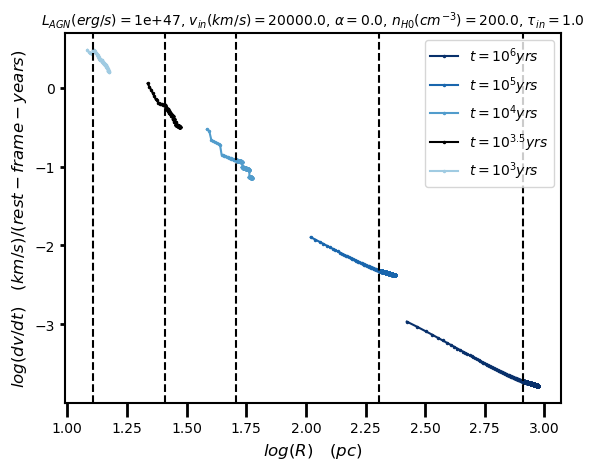 L_AGN(erg/s) = 1e+47, v_in(km/s) = 20000.0, α = 0.0, n_H0(cm^−3) = 200.0, τ_in = 1.0
t = 10^6 yrs
t = 10^5 yrs
t = 10^4 yrs
t = 10^3.5 yrs
t = 10^3 yrs
log(dv/dt) (km/s)/(rest−frame−years)
0
−1
−2
−3
1.00 1.25 1.50 1.75 2.00 2.25 2.50 2.75 3.00
log(R) (pc)